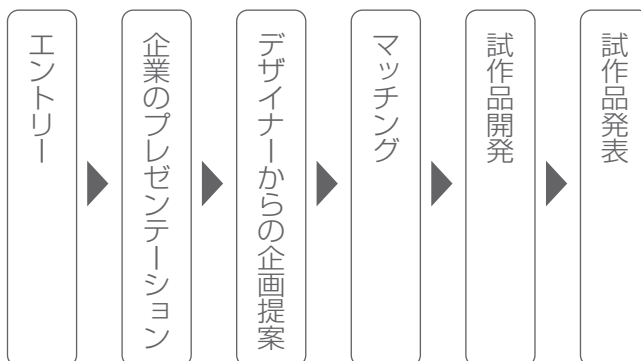 エントリー
企業のプレゼンテーション
デザイナーからの企画提案
マッチング
試作品開発
試作品発表